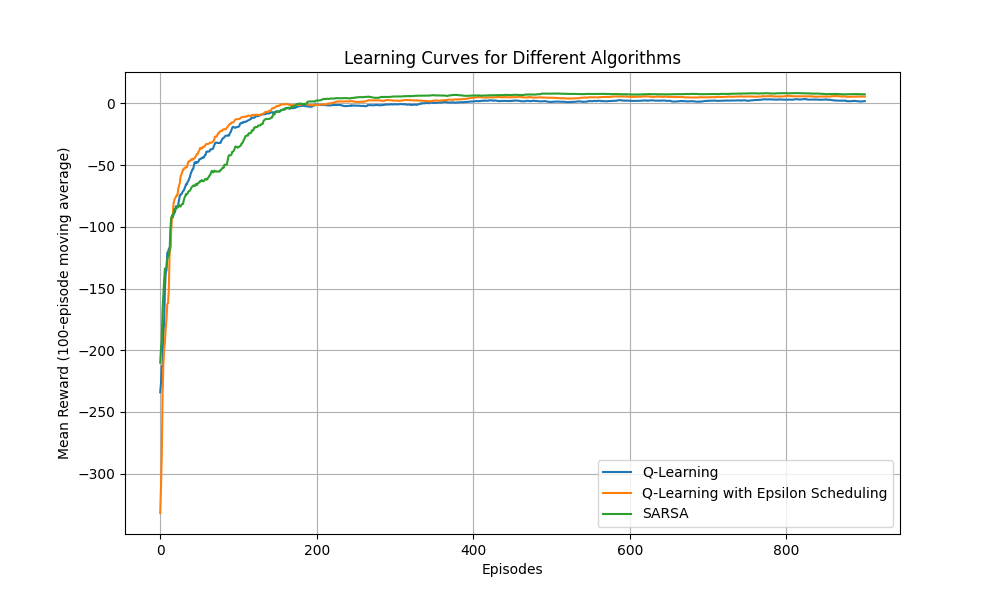 Learning Curves for Different Algorithms
Mean Reward (100-episode moving average)
0
−50
−100
−150
−200
−250
−300
0 200 400 600 800
Episodes
Q-Learning
Q-Learning with Epsilon Scheduling
SARSA